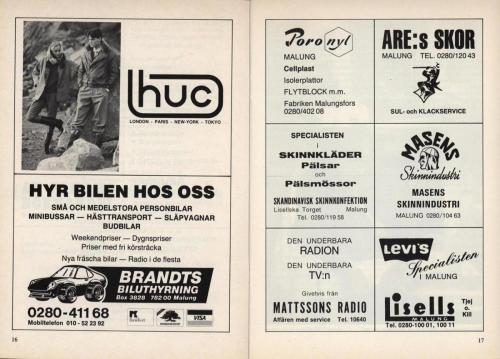 huc
LONDON - PARIS - NEW-YORK - TOKYO
HYR BILEN HOS OSS
SMÅ OCH MEDELSTORA PERSONBILAR
MINIBUSSAR — HÄSTTRANSPORT — SLÄPVAGNAR
BUDBILAR
Weekendpriser — Dygnspriser
Priser med fri körsträcka
Nya fräscha bilar — Radio i de flesta
BRANDTS
BILUTHYRNING
Box 3828 782 00 Malung
0280-411 68
Mobiltelefon 010 - 52 23 92
VISA
16
Poronyl
MALUNG
Cellplast
Isolerplattor
FLYTBLOCK m.m.
Fabriken Malungsfors
0280/402 08
ARE:s SKOR
MALUNG TEL. 0280/120 43
SUL- och KLACKSERVICE
SPECIALISTEN
i
SKINNKLÄDER
Pälsar
och
Pälsmössor
SKANDINAVISK SKINNKONFEKTION
Lisellska Torget Malung
Tel. 0280/119 58
MASENS
Skinnindustri
MASENS
SKINNINDUSTRI
MALUNG 0280/104 63
DEN UNDERBARA
RADION
DEN UNDERBARA
TV:n
Givetvis från
MATTSSONS RADIO
Affären med service Tel. 10640
LEVI'S
Specialisten
I MALUNG
Lisells
MALUNG
Tjej
o.
Kill
Tel. 0280-100 01, 100 11
17